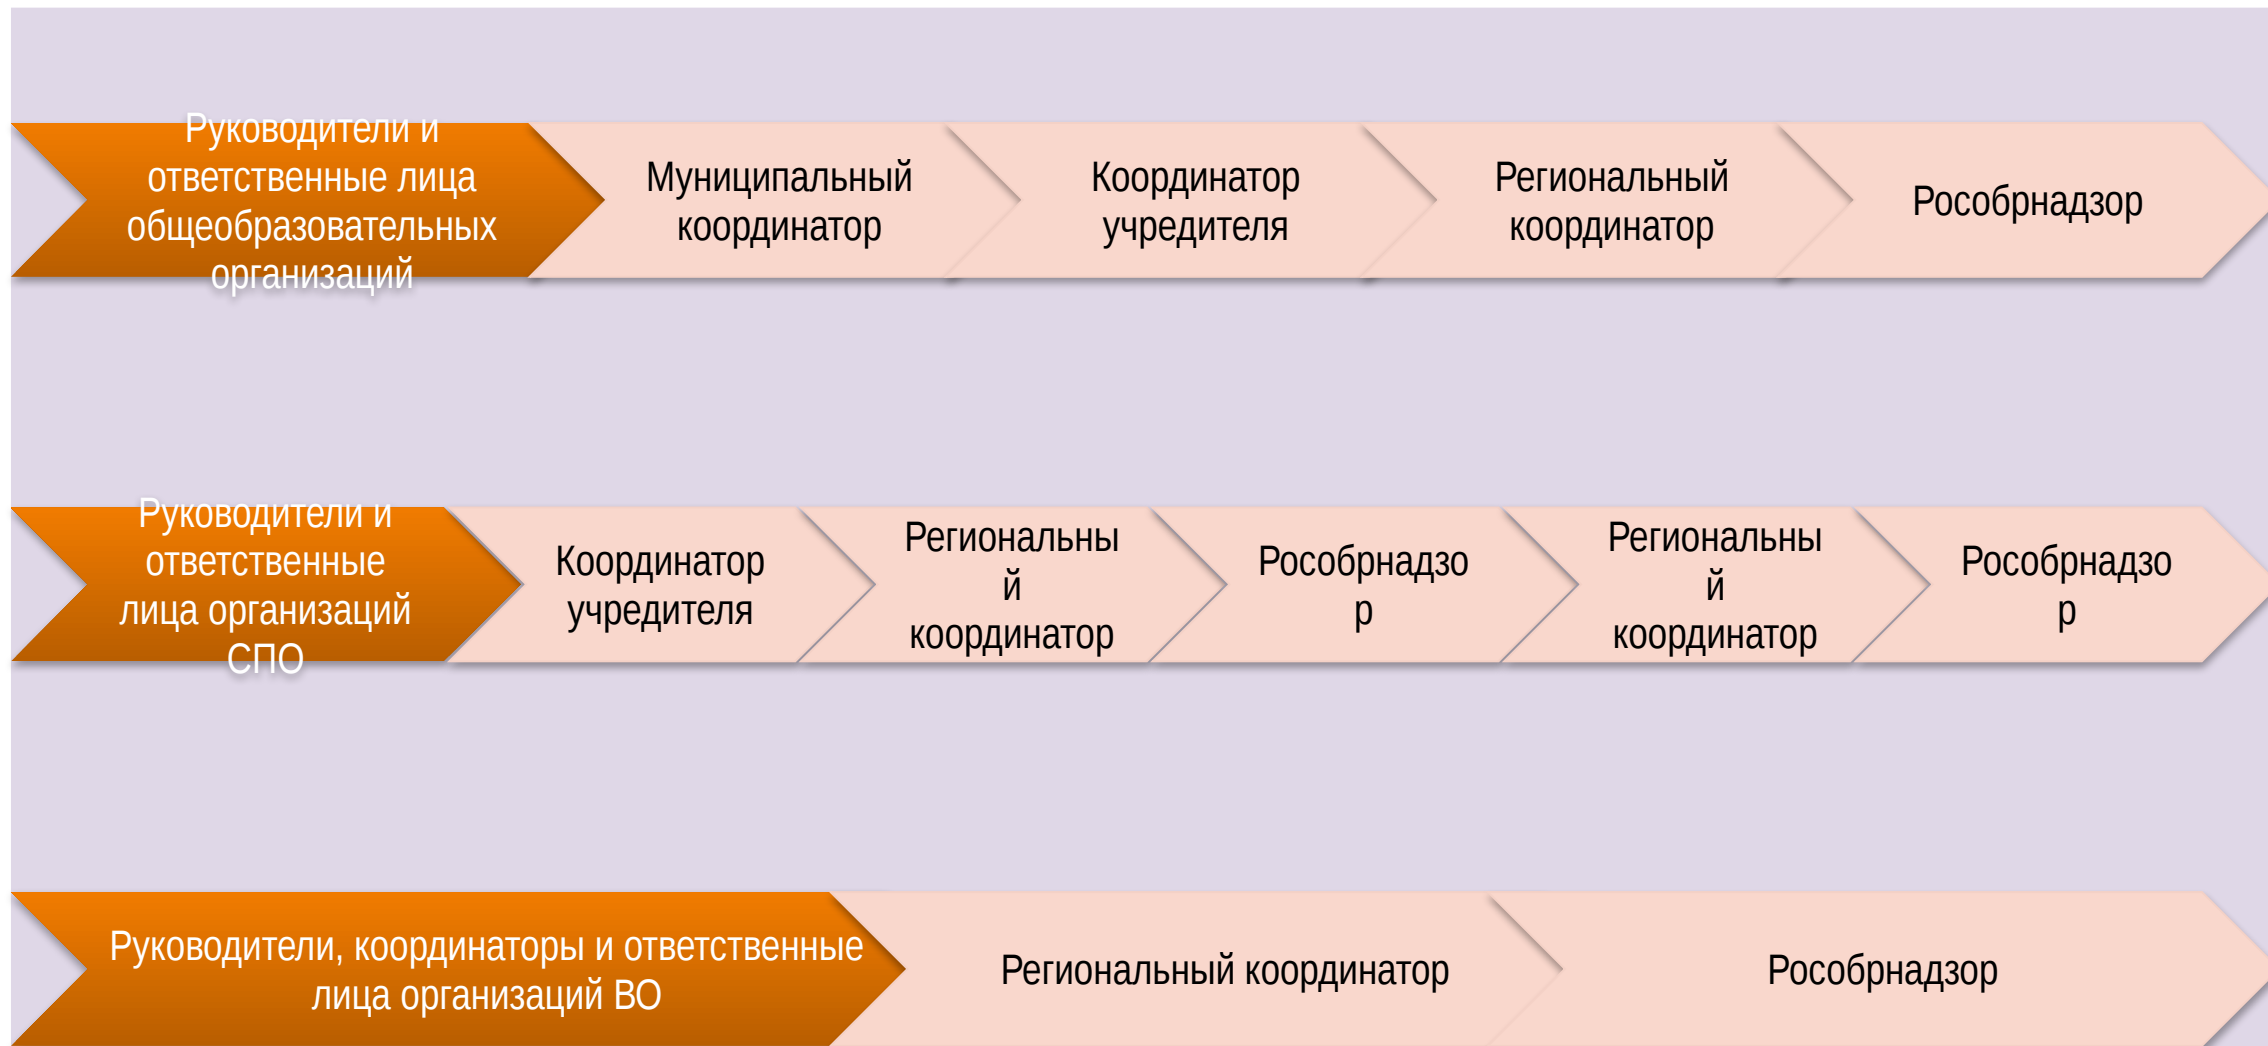 Руководители и
ответственные лица
общеобразовательных
организаций
Муниципальный
координатор
Координатор
учредителя
Региональный
координатор
Рособрнадзор
Руководители и
ответственные
лица организаций
СПО
Координатор
учредителя
Региональны
й
координатор
Рособрнадзо
р
Региональны
й
координатор
Рособрнадзо
р
Руководители, координаторы и ответственные
лица организаций ВО
Региональный координатор
Рособрнадзор